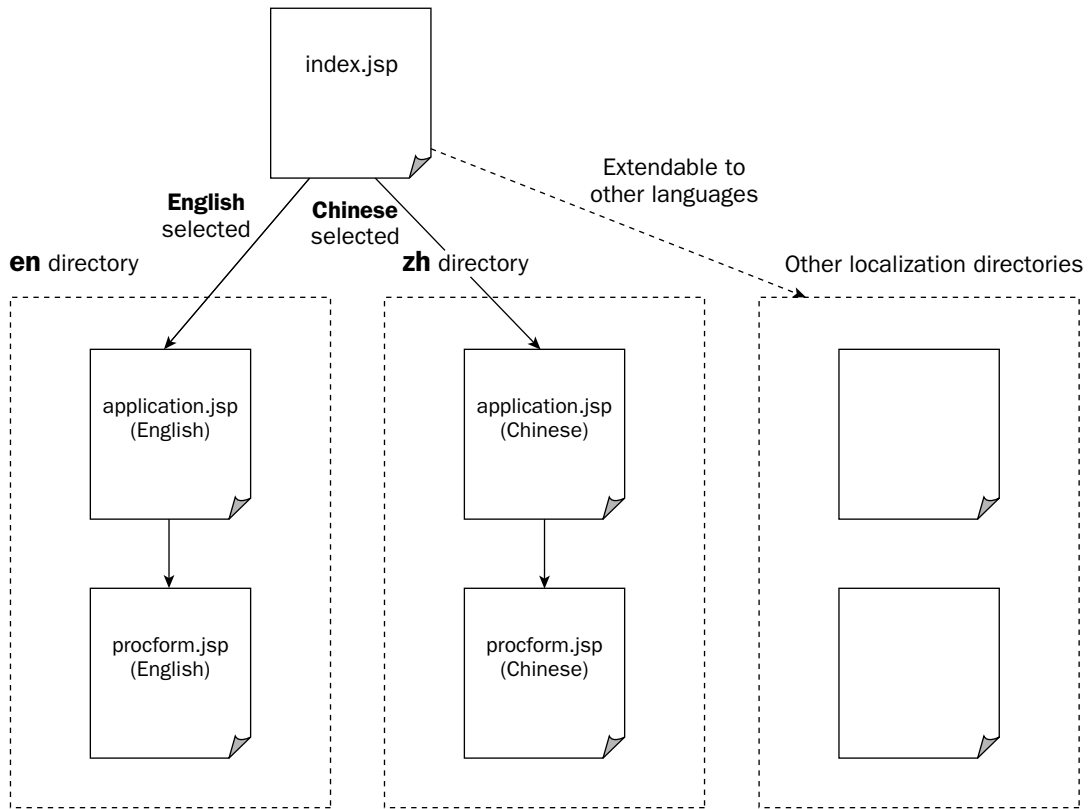 index.jsp
Extendable to
other languages
English
selected
Chinese
selected
en directory
zh directory
Other localization directories
application.jsp
(English)
application.jsp
(Chinese)
procform.jsp
(English)
procform.jsp
(Chinese)